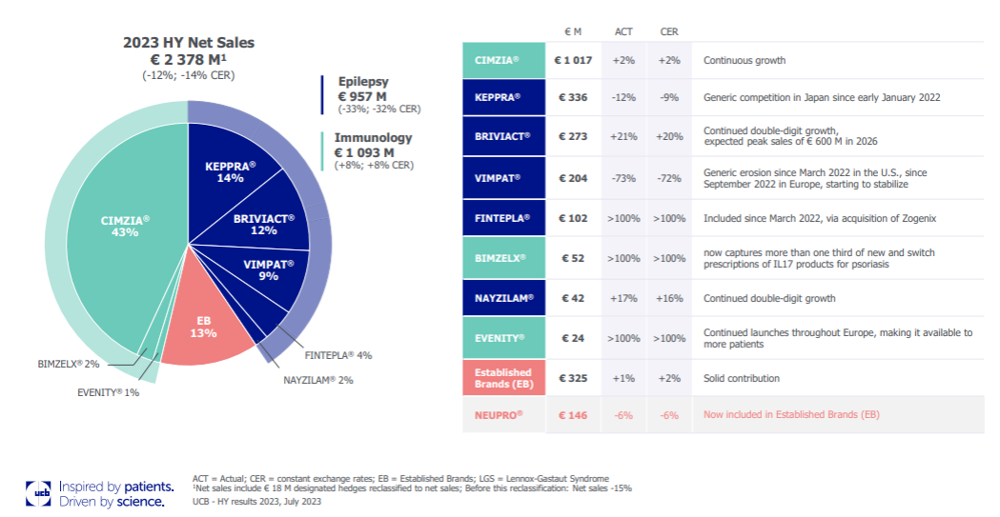 2023 HY Net Sales
€ 2 378 M¹
(-12%; -14% CER)
Epilepsy
€ 957 M
(-33%; -32% CER)
Immunology
€ 1 093 M
(+8%; +8% CER)
KEPPRA®
14%
BRIVIACT®
12%
VIMPAT®
9%
FINTEPLA® 4%
NAYZILAM® 2%
EB
13%
EVENITY® 1%
BIMZELX® 2%
CIMZIA®
43%
€ M ACT CER
CIMZIA® € 1 017 +2% +2% Continuous growth
KEPPRA® € 336 -12% -9% Generic competition in Japan since early January 2022
BRIVIACT® € 273 +21% +20% Continued double-digit growth,
expected peak sales of € 600 M in 2026
VIMPAT® € 204 -73% -72% Generic erosion since March 2022 in the U.S., since
September 2022 in Europe, starting to stabilize
FINTEPLA® € 102 >100% >100% Included since March 2022, via acquisition of Zogenix
BIMZELX® € 52 >100% >100% now captures more than one third of new and switch
prescriptions of IL17 products for psoriasis
NAYZILAM® € 42 +17% +16% Continued double-digit growth
EVENITY® € 24 >100% >100% Continued launches throughout Europe, making it available to
more patients
Established
Brands (EB) € 325 +1% +2% Solid contribution
NEUPRO® € 146 -6% -6% Now included in Established Brands (EB)
ucb
Inspired by patients.
Driven by science.
ACT = Actual; CER = constant exchange rates; EB = Established Brands; LGS = Lennox-Gastaut Syndrome
¹Net sales include € 18 M designated hedges reclassified to net sales; Before this reclassification: Net sales -15%
UCB - HY results 2023, July 2023